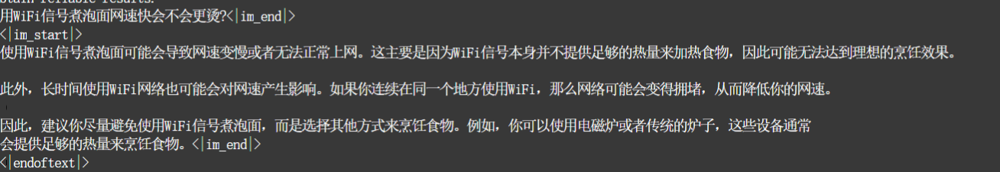 stain reliable results.
用WiFi信号煮泡面网速快会不会更烫?<|im_end|>
<|im_start|>
使用WiFi信号煮泡面可能会导致网速变慢或者无法正常上网。这主要是因为WiFi信号本身并不提供足够的热量来加热食物，因此可能无法达到理想的烹饪效果。
此外，长时间使用WiFi网络也可能会对网速产生影响。如果你连续在同一个地方使用WiFi，那么网络可能会变得拥堵，从而降低你的网速。
因此，建议你尽量避免使用WiFi信号煮泡面，而是选择其他方式来烹饪食物。例如，你可以使用电磁炉或者传统的炉子，这些设备通常
会提供足够的热量来烹饪食物。<|im_end|>
<|endoftext|>